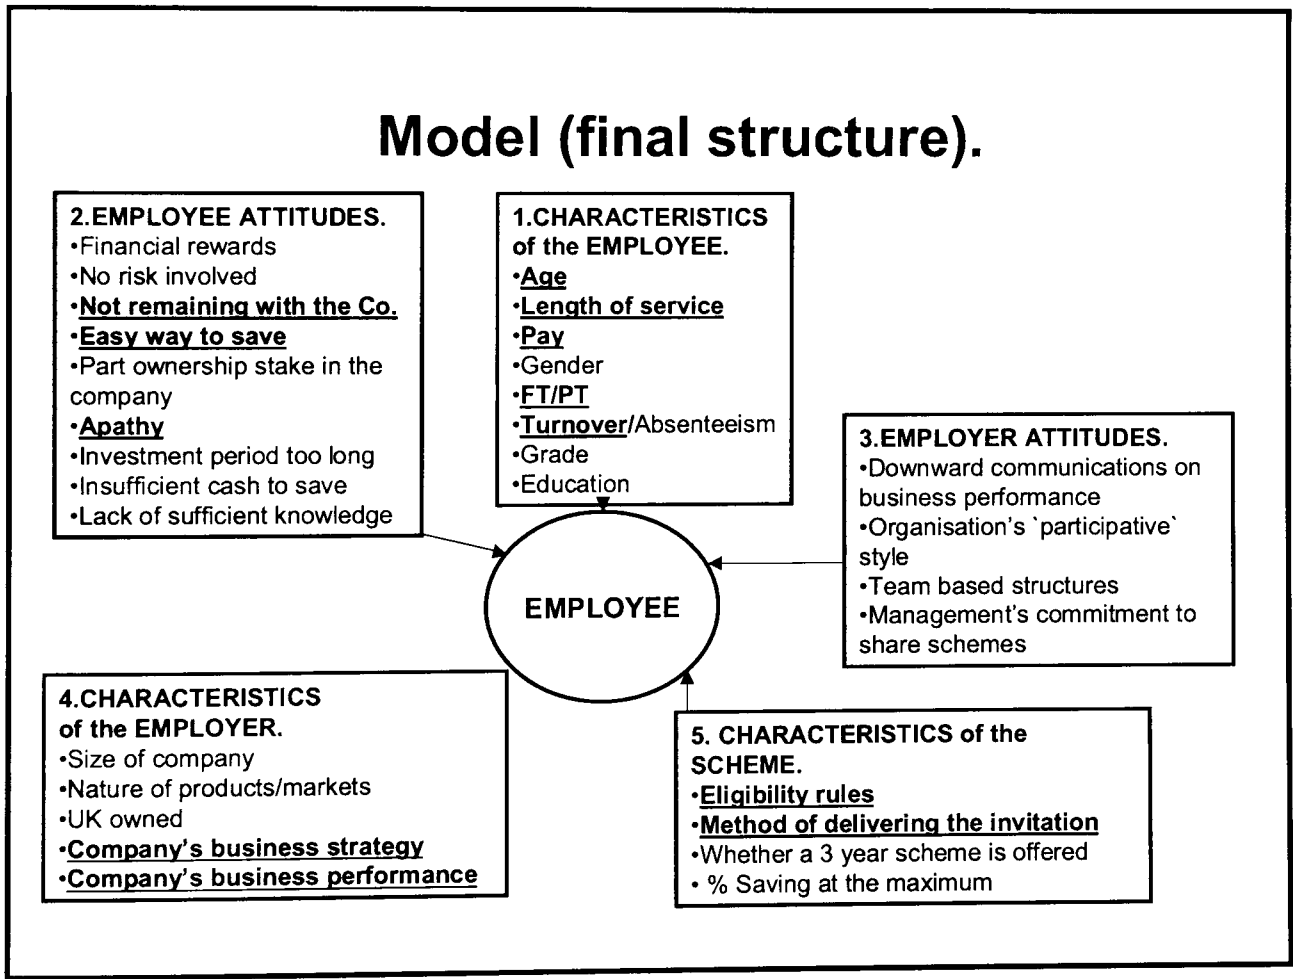 Model (final structure).
2.EMPLOYEE ATTITUDES.
•Financial rewards
•No risk involved
•Not remaining with the Co.
•Easy way to save
•Part ownership stake in the
company
•Apathy
•Investment period too long
•Insufficient cash to save
•Lack of sufficient knowledge
1.CHARACTERISTICS
of the EMPLOYEE.
•Age
•Length of service
•Pay
•Gender
•FT/PT
•Turnover/Absenteeism
•Grade
•Education
3.EMPLOYER ATTITUDES.
•Downward communications on
business performance
•Organisation's `participative`
style
•Team based structures
•Management's commitment to
share schemes
EMPLOYEE
4.CHARACTERISTICS
of the EMPLOYER.
•Size of company
•Nature of products/markets
•UK owned
•Company's business strategy
•Company's business performance
5. CHARACTERISTICS of the
SCHEME.
•Eligibility rules
•Method of delivering the invitation
•Whether a 3 year scheme is offered
• % Saving at the maximum